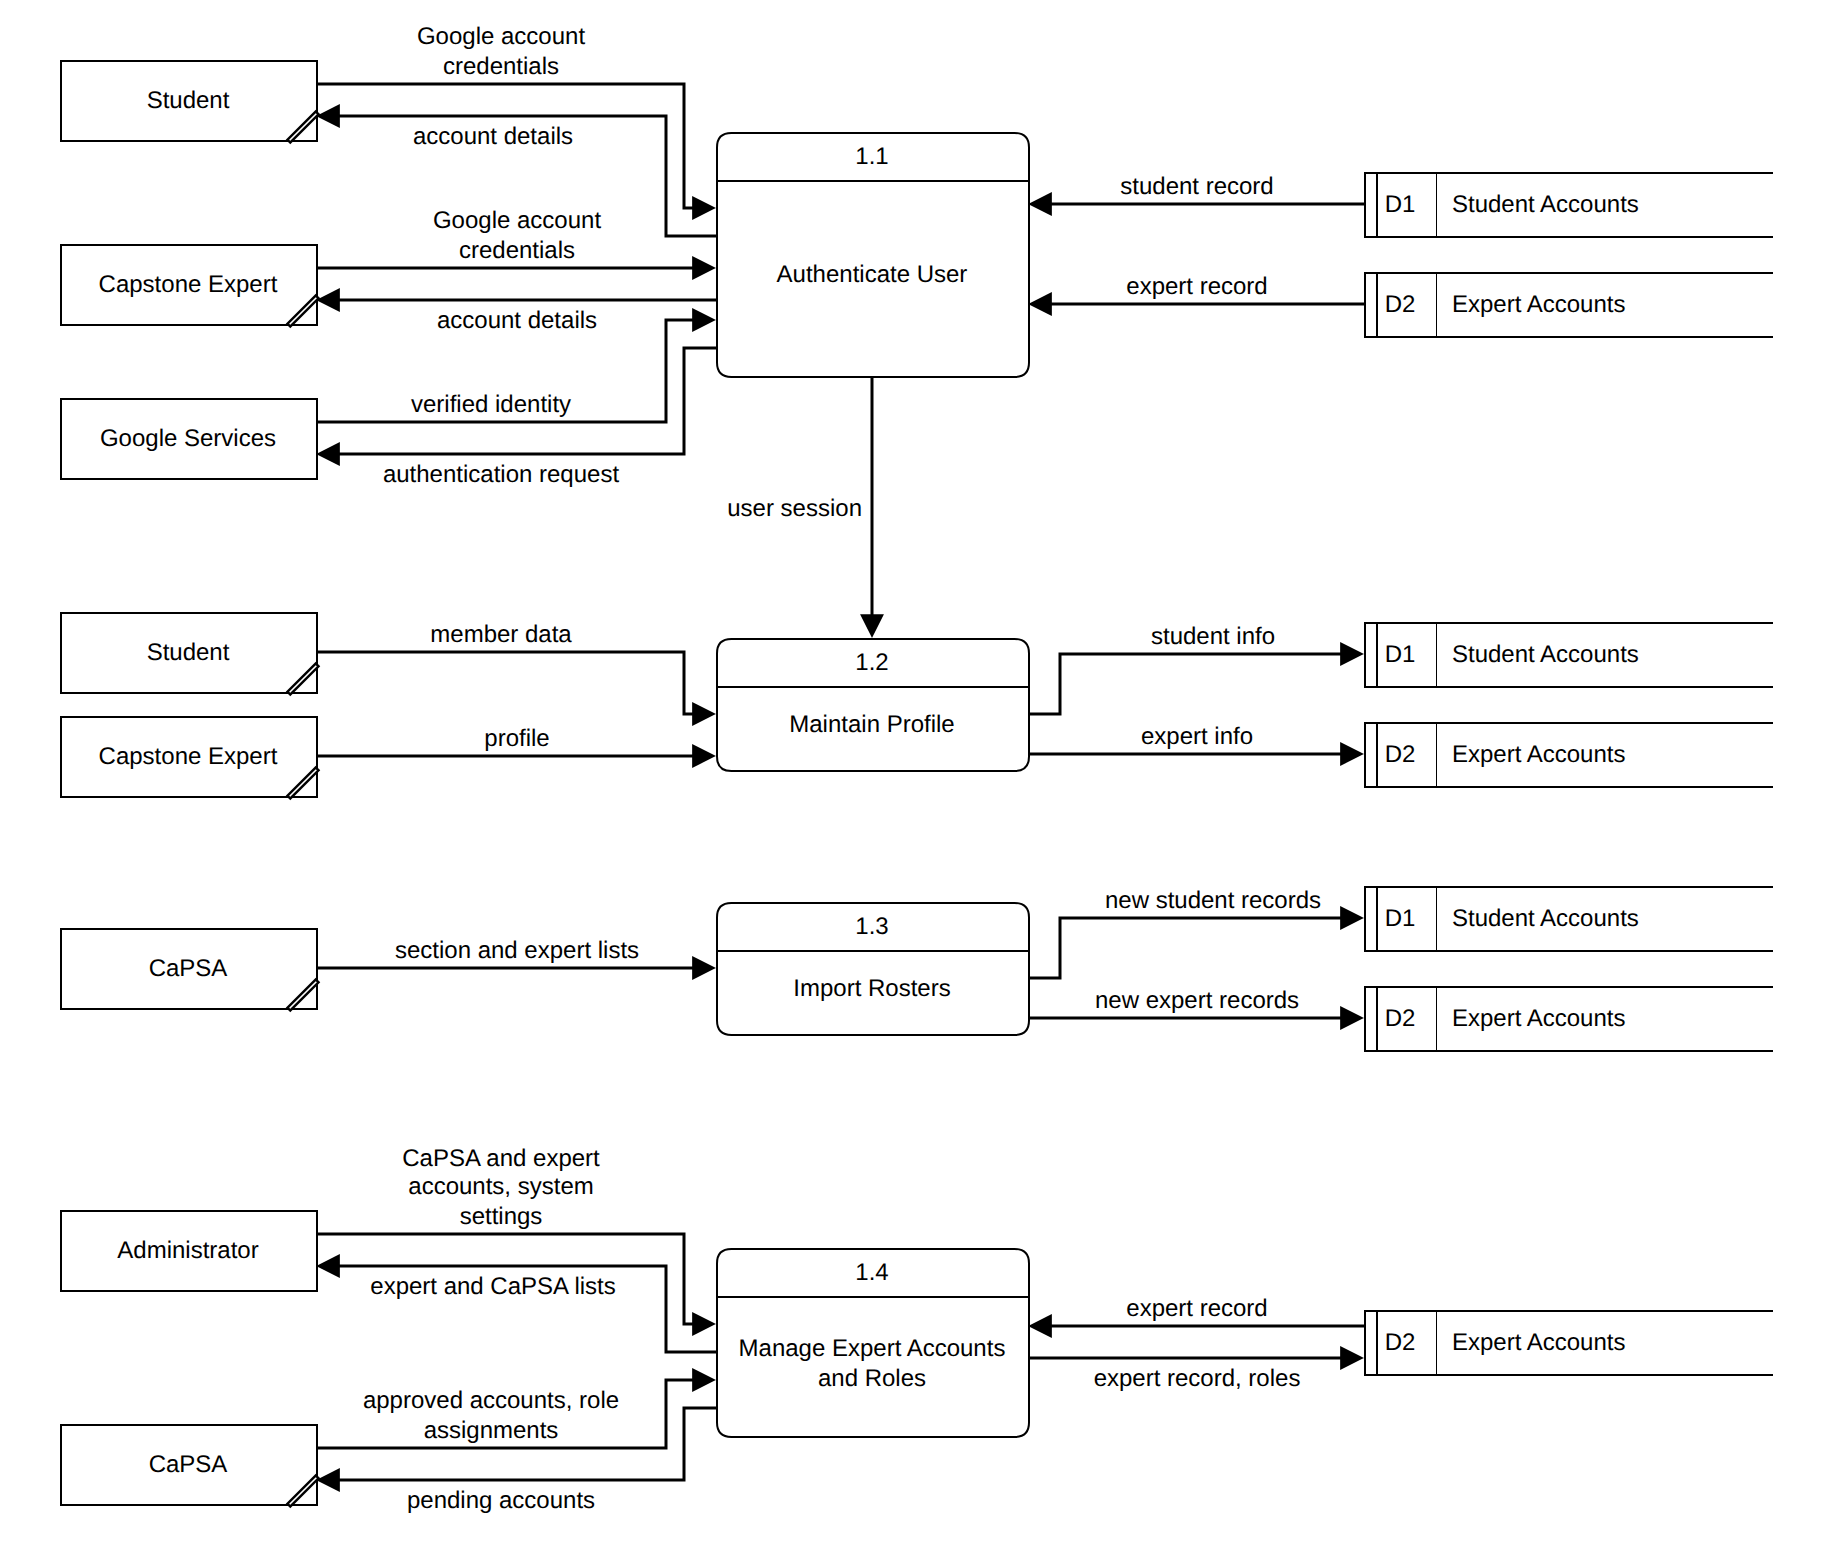 Google account
credentials
Student
account details
1.1
Authenticate User
student record
D1 Student Accounts
Google account
credentials
Capstone Expert
account details
expert record
D2 Expert Accounts
verified identity
Google Services
authentication request
user session
Student
member data
1.2
Maintain Profile
student info
D1 Student Accounts
Capstone Expert
profile
expert info
D2 Expert Accounts
CaPSA
section and expert lists
1.3
Import Rosters
new student records
D1 Student Accounts
new expert records
D2 Expert Accounts
CaPSA and expert
accounts, system
settings
Administrator
expert and CaPSA lists
1.4
Manage Expert Accounts
and Roles
expert record
D2 Expert Accounts
expert record, roles
approved accounts, role
assignments
CaPSA
pending accounts